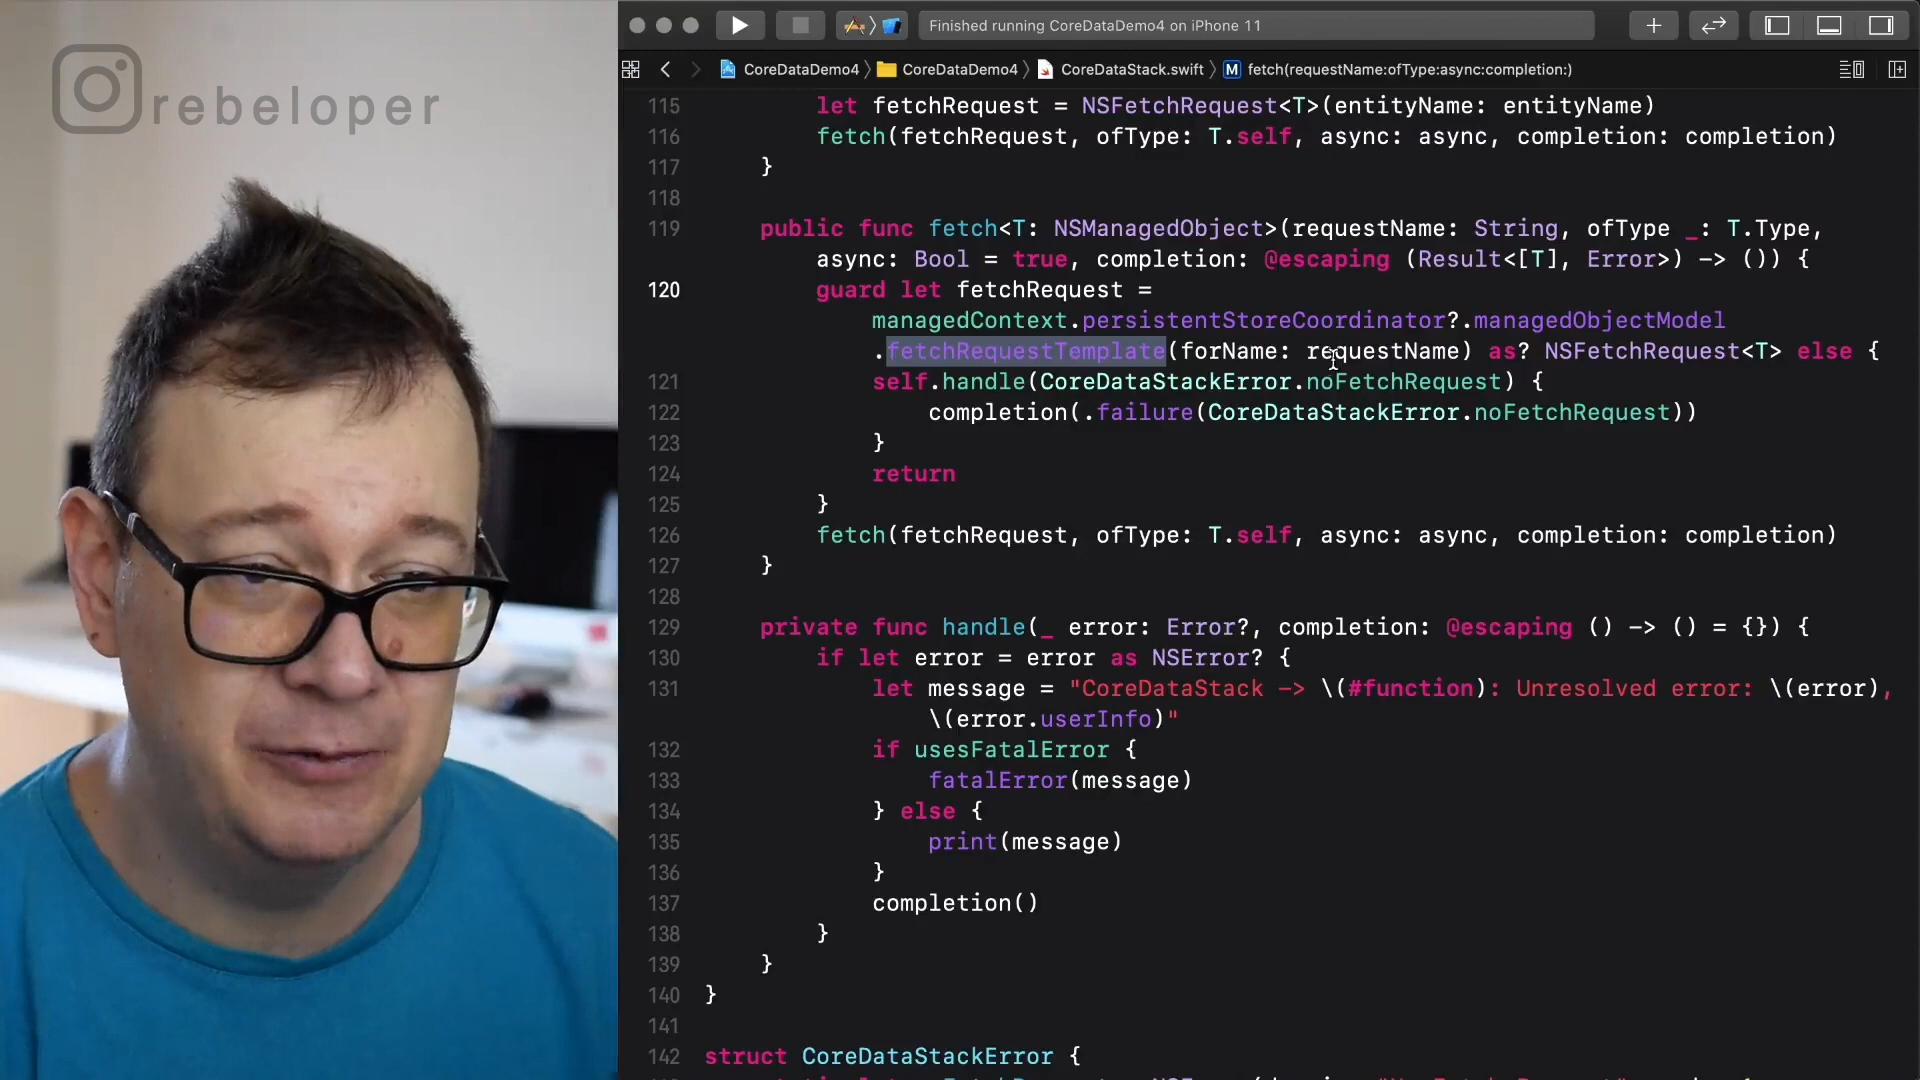 rebeloper
Finished running CoreDataDemo4 on iPhone 11
CoreDataDemo4 〉 CoreDataDemo4 〉 CoreDataStack.swift 〉 M fetch(requestName:ofType:async:completion:)
115 let fetchRequest = NSFetchRequest<T>(entityName: entityName)
116 fetch(fetchRequest, ofType: T.self, async: async, completion: completion)
117 }
118
119 public func fetch<T: NSManagedObject>(requestName: String, ofType _: T.Type,
async: Bool = true, completion: @escaping (Result<[T], Error>) -> ()) {
120 guard let fetchRequest =
managedContext.persistentStoreCoordinator?.managedObjectModel
.fetchRequestTemplate(forName: requestName) as? NSFetchRequest<T> else {
121 self.handle(CoreDataStackError.noFetchRequest) {
122 completion(.failure(CoreDataStackError.noFetchRequest))
123 }
124 return
125 }
126 fetch(fetchRequest, ofType: T.self, async: async, completion: completion)
127 }
128
129 private func handle(_ error: Error?, completion: @escaping () -> () = {}) {
130 if let error = error as NSError? {
131 let message = "CoreDataStack -> \(#function): Unresolved error: \(error),
\(error.userInfo)"
132 if usesFatalError {
133 fatalError(message)
134 } else {
135 print(message)
136 }
137 completion()
138 }
139 }
140 }
141
142 struct CoreDataStackError {